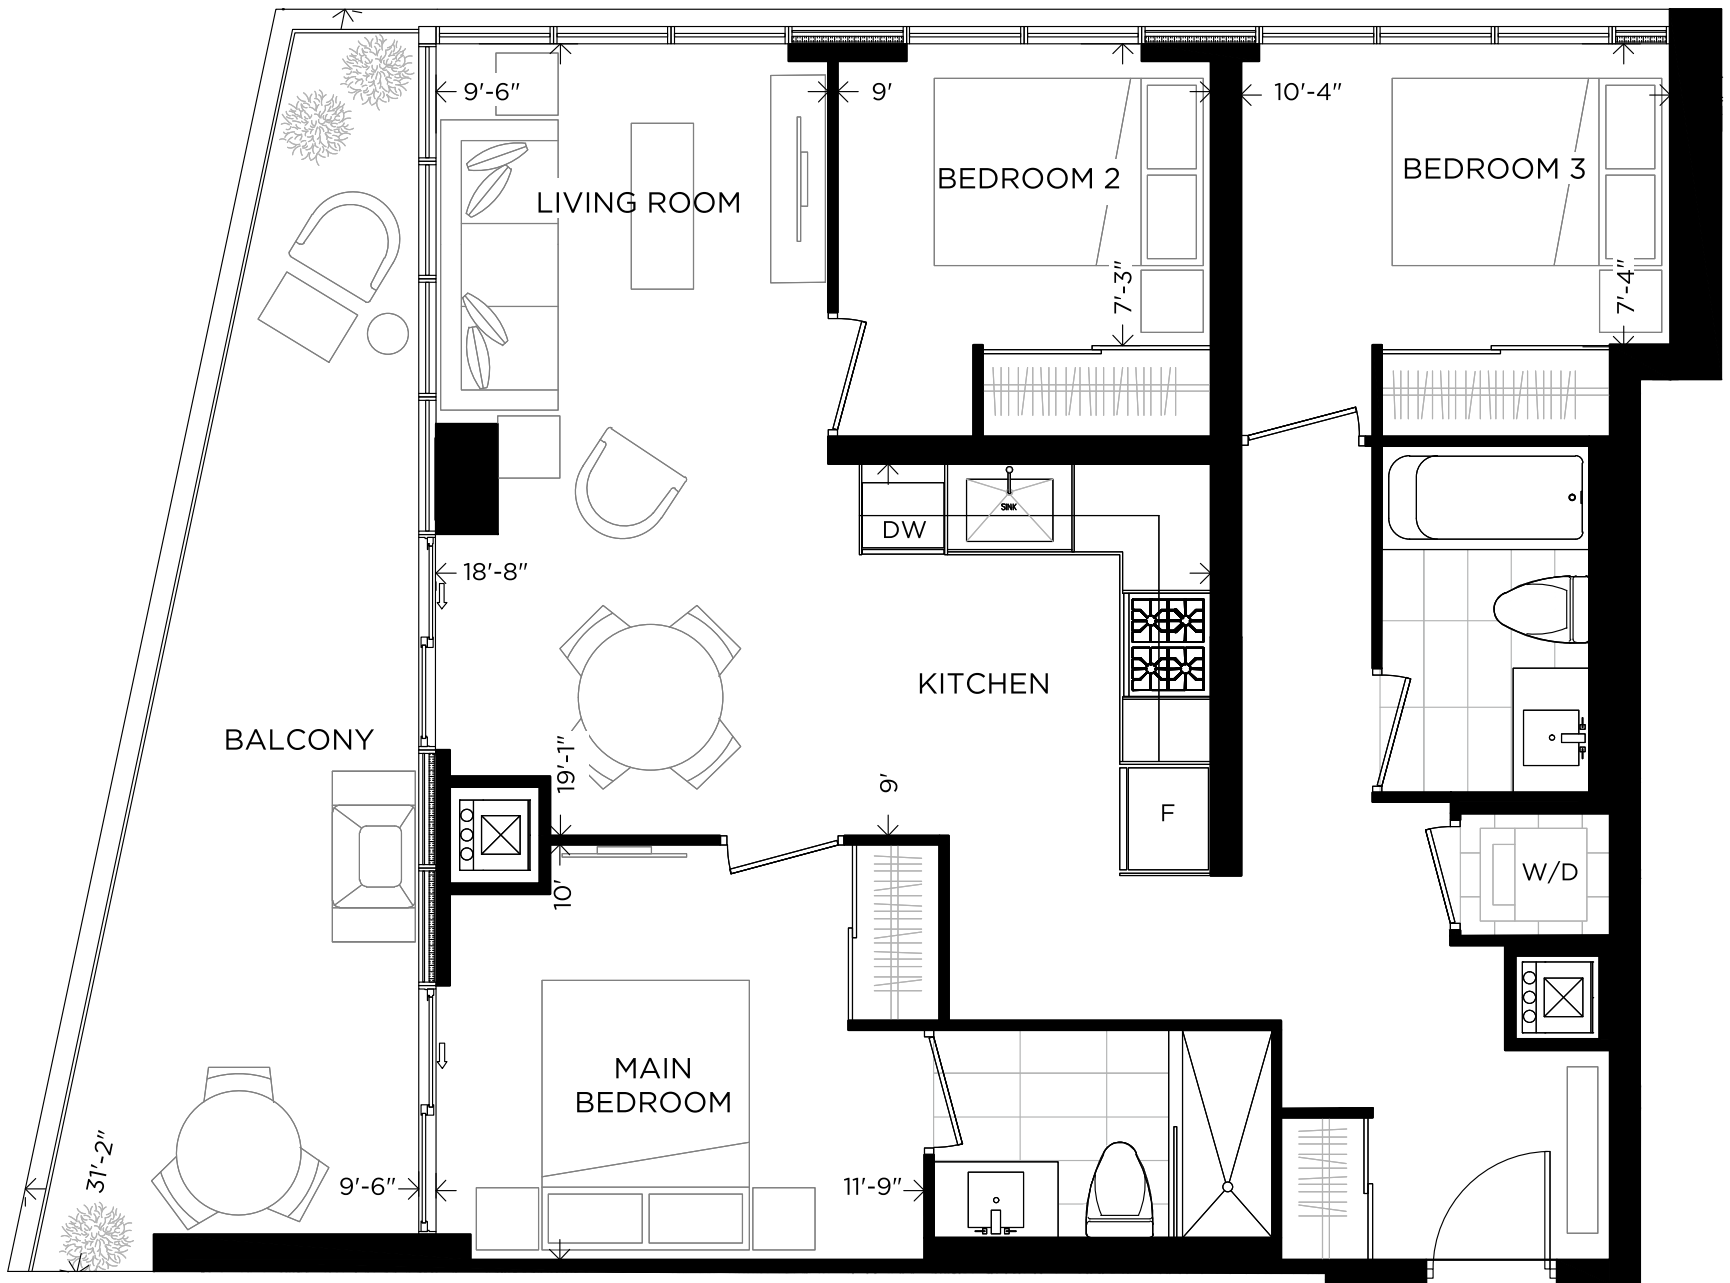 9'-6"
9'
10'-4"
BEDROOM 3
BEDROOM 2
LIVING ROOM
7'-3"
7'-4"
SINK
DW
18'-8"
KITCHEN
BALCONY
19'-1"
9'
F
W/D
10'
MAIN
BEDROOM
31'-2"
9'-6"
11'-9"